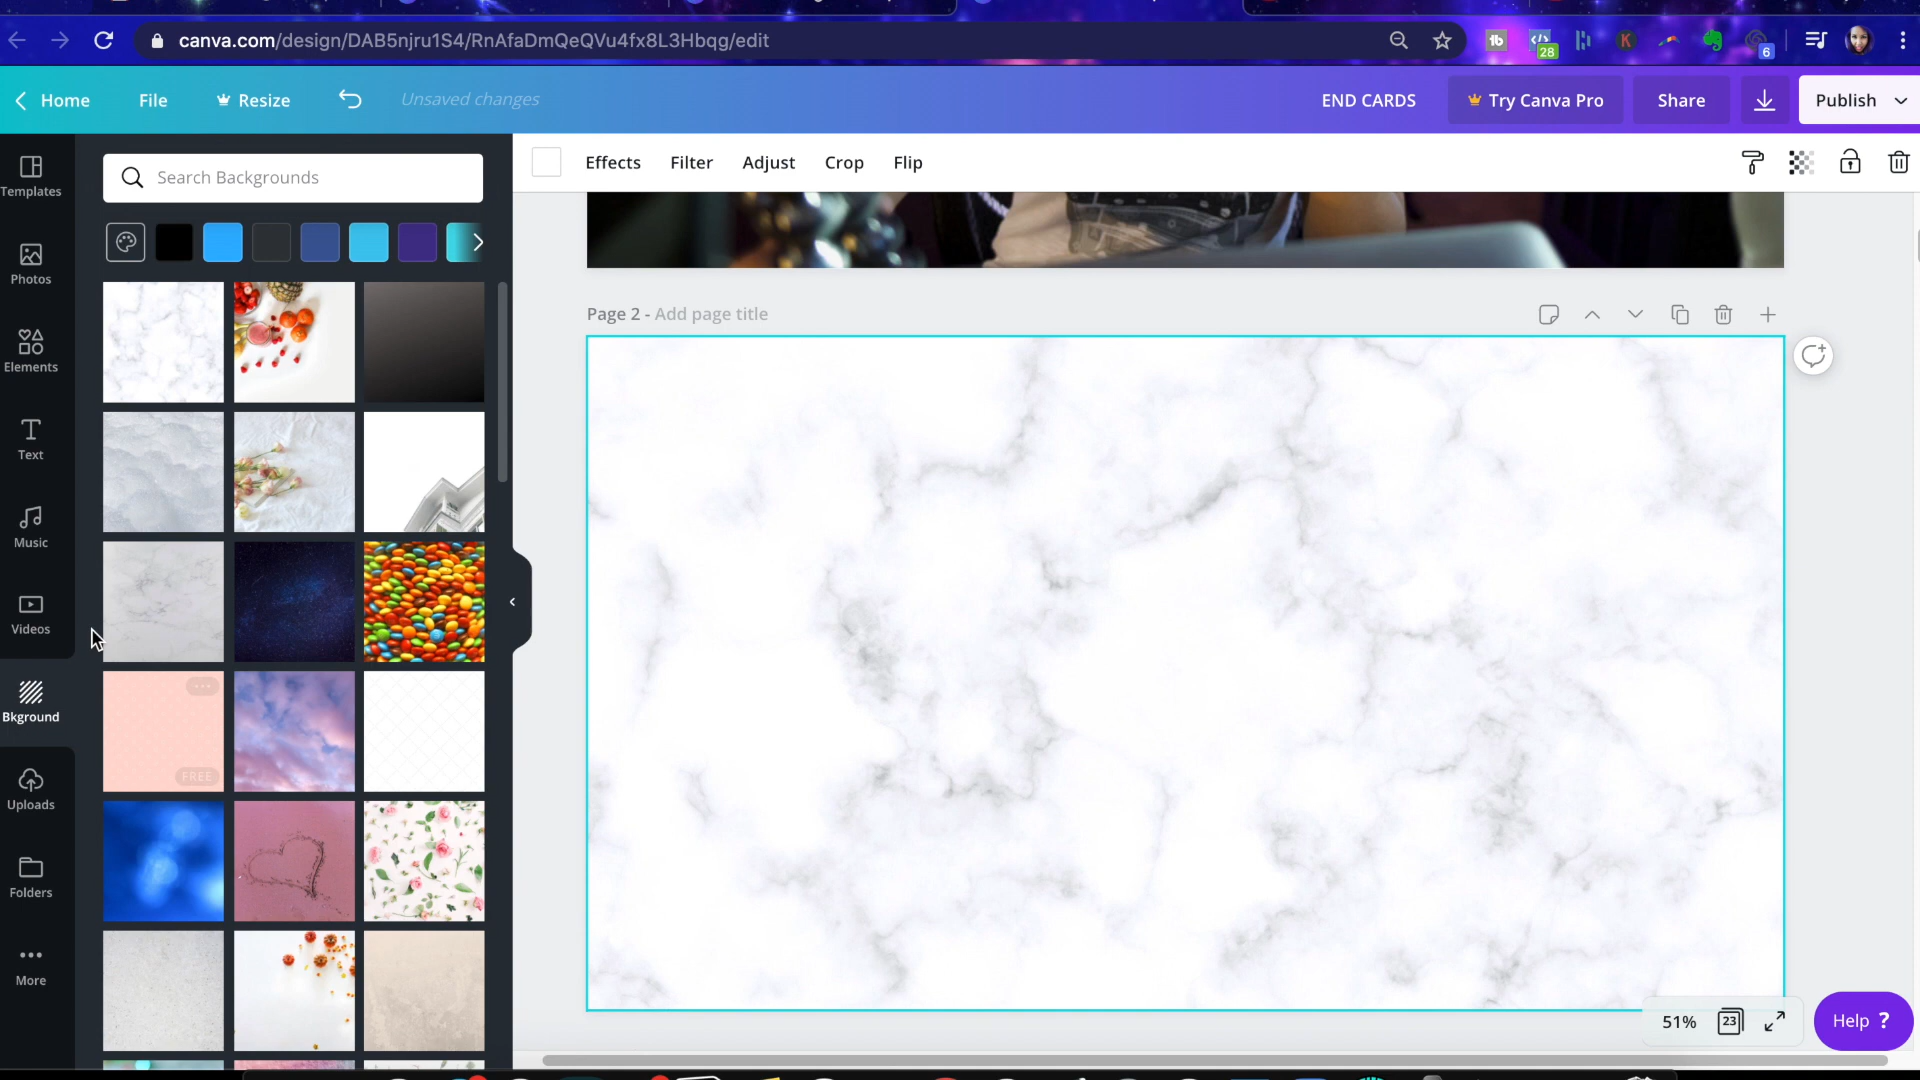 canva.com/design/DAB5njru1S4/RnAfaDmQeQVu4fx8L3Hbqg/edit
28
6
Home
File
Resize
Unsaved changes
END CARDS
Try Canva Pro
Share
Publish
Templates
Photos
Elements
Text
Music
Videos
Bkground
Uploads
Folders
More
Search Backgrounds
FREE
Effects
Filter
Adjust
Crop
Flip
Page 2 - Add page title
51%
23
Help ?